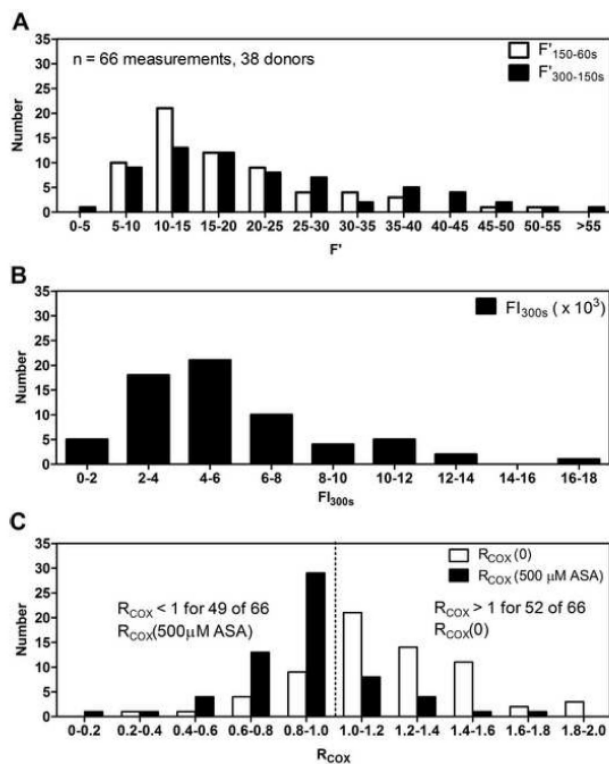 A
n = 66 measurements, 38 donors
F'150-60s
F'300-150s
Number
35
30
25
20
15
10
5
0
0-5 5-10 10-15 15-20 20-25 25-30 30-35 35-40 40-45 45-50 50-55 >55
F'
B
FI300s ( x 10³)
Number
35
30
25
20
15
10
5
0
0-2 2-4 4-6 6-8 8-10 10-12 12-14 14-16 16-18
FI300s
C
RCOX(0)
RCOX(500 µM ASA)
RCOX < 1 for 49 of 66
RCOX(500µM ASA)
RCOX > 1 for 52 of 66
RCOX(0)
Number
35
30
25
20
15
10
5
0
0-0.2 0.2-0.4 0.4-0.6 0.6-0.8 0.8-1.0 1.0-1.2 1.2-1.4 1.4-1.6 1.6-1.8 1.8-2.0
RCOX